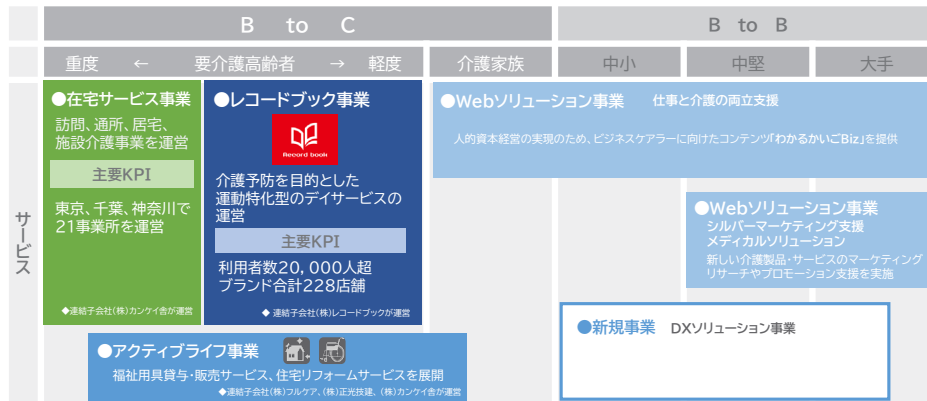 B to C
B to B
重度 ← 要介護高齢者 → 軽度
介護家族
中小
中堅
大手
サービス
●在宅サービス事業
訪問、通所、居宅、
施設介護事業を運営
主要KPI
東京、千葉、神奈川で
21事業所を運営
◆連結子会社(株)カンケイ舎が運営
●レコードブック事業
Record book
介護予防を目的とした
運動特化型のデイサービスの
運営
主要KPI
利用者数20,000人超
ブランド合計228店舗
◆ 連結子会社(株)レコードブックが運営
●Webソリューション事業 仕事と介護の両立支援
人的資本経営の実現のため、ビジネスケアラーに向けたコンテンツ「わかるかいごBiz」を提供
●Webソリューション事業
シルバーマーケティング支援
メディカルソリューション
新しい介護製品・サービスのマーケティング
リサーチやプロモーション支援を実施
●新規事業 DXソリューション事業
●アクティブライフ事業
福祉用具貸与・販売サービス、住宅リフォームサービスを展開
◆連結子会社(株)フルケア、(株)正光技建、(株)カンケイ舎が運営